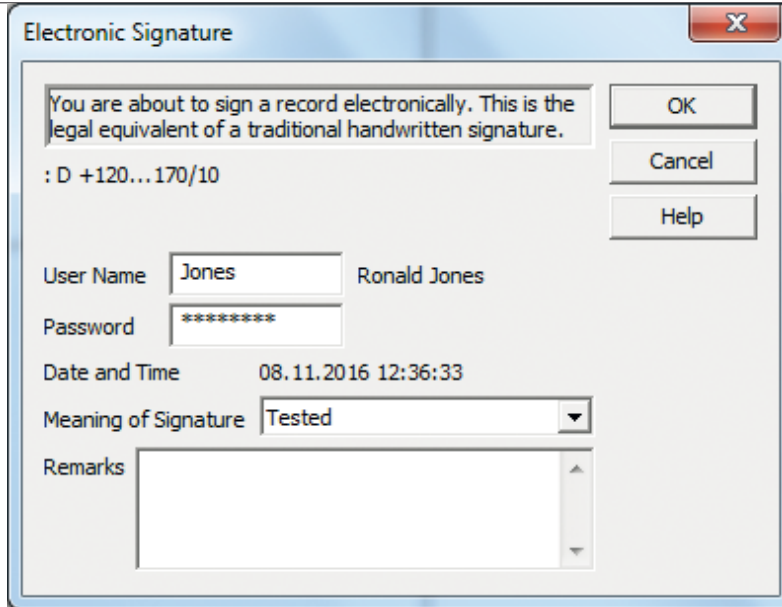 Electronic Signature
You are about to sign a record electronically. This is the
legal equivalent of a traditional handwritten signature.
OK
: D +120...170/10
Cancel
Help
User Name Jones Ronald Jones
Password ********
Date and Time 08.11.2016 12:36:33
Meaning of Signature Tested
Remarks